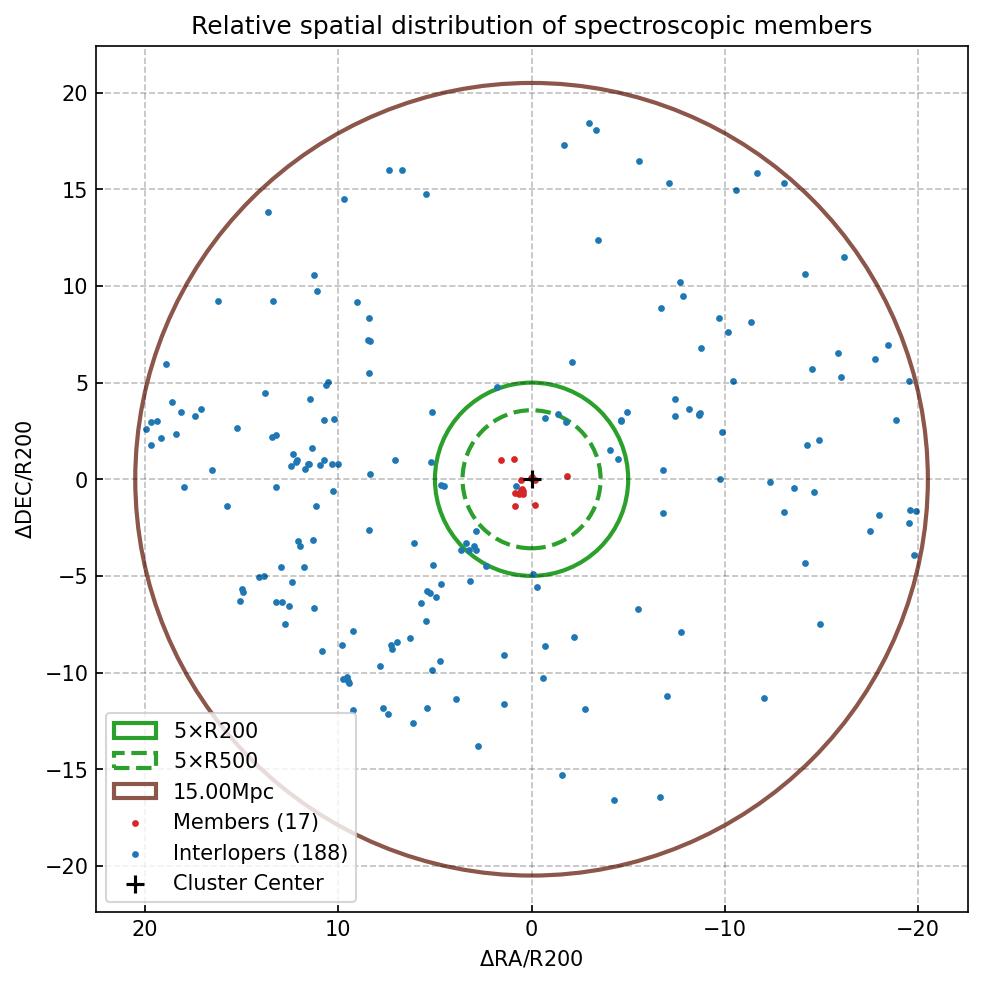 Relative spatial distribution of spectroscopic members
ΔDEC/R200
20
15
10
5
0
−5
−10
−15
−20
5×R200
5×R500
15.00Mpc
Members (17)
Interlopers (188)
Cluster Center
20
10
0
−10
−20
ΔRA/R200